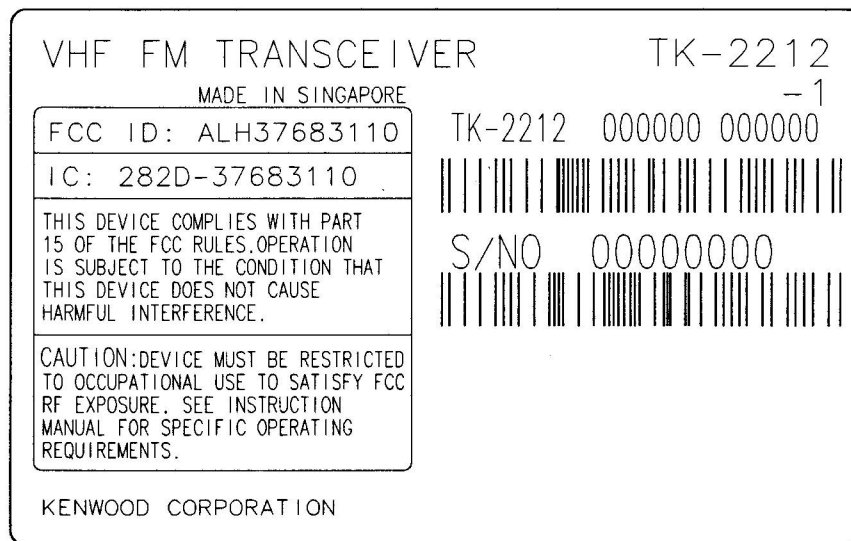 VHF FM TRANSCEIVER
TK-2212
-1
MADE IN SINGAPORE
FCC ID: ALH37683110
IC: 282D-37683110
THIS DEVICE COMPLIES WITH PART
15 OF THE FCC RULES.OPERATION
IS SUBJECT TO THE CONDITION THAT
THIS DEVICE DOES NOT CAUSE
HARMFUL INTERFERENCE.
CAUTION:DEVICE MUST BE RESTRICTED
TO OCCUPATIONAL USE TO SATISFY FCC
RF EXPOSURE. SEE INSTRUCTION
MANUAL FOR SPECIFIC OPERATING
REQUIREMENTS.
TK-2212 000000 000000
S/NO 00000000
KENWOOD CORPORATION